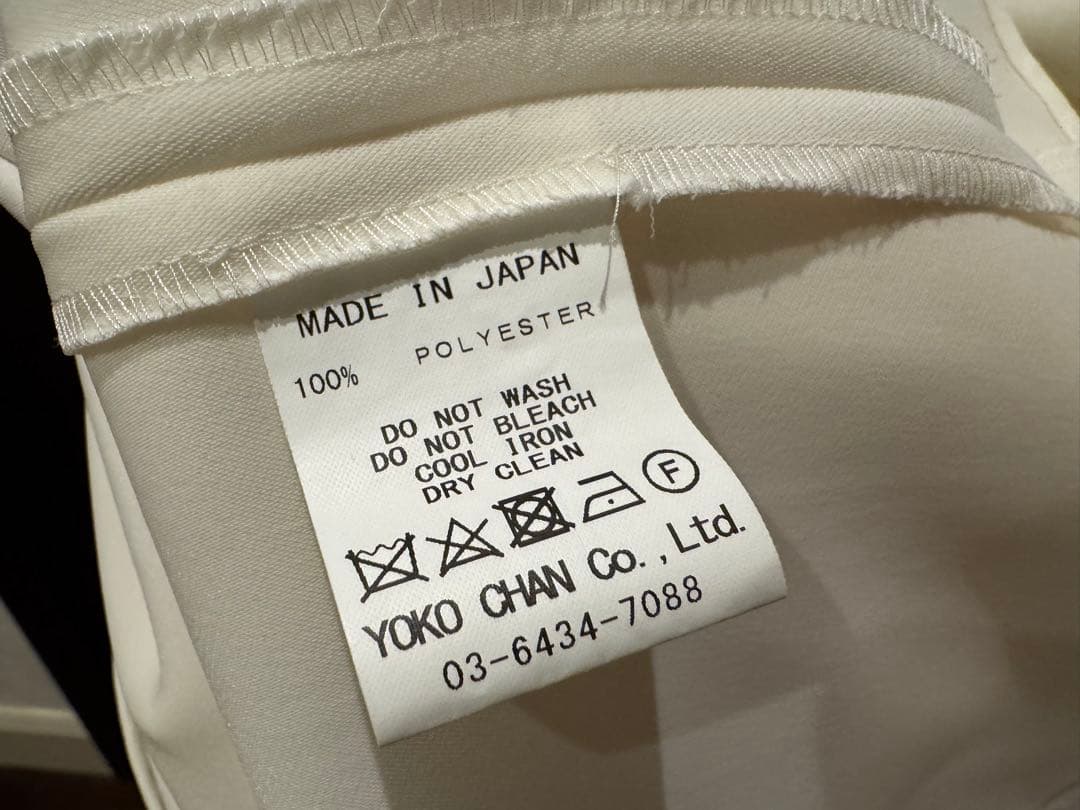 MADE IN JAPAN
100% POLYESTER
DO NOT WASH
DO NOT BLEACH
COOL IRON
DRY CLEAN
F
YOKO CHAN Co.,Ltd.
03-6434-7088